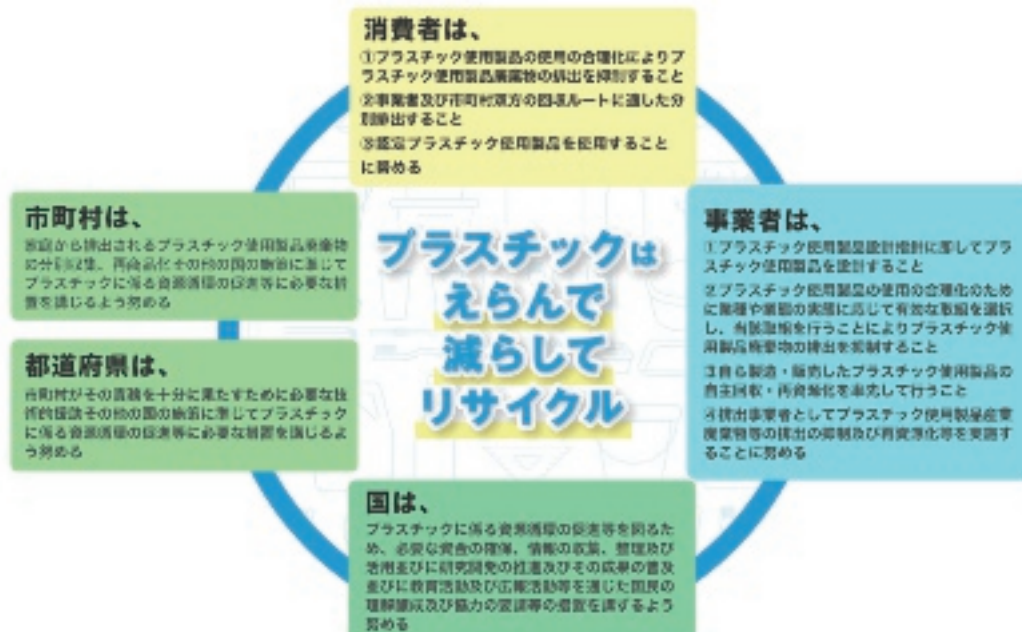 消費者は、
①プラスチック使用製品の使用の合理化によりプ
ラスチック使用製品廃棄物の排出を抑制すること
②事業者及び市町村双方の回収ルートに適した分
別排出すること
③認定プラスチック使用製品を使用すること
に努める
市町村は、
家庭から排出されるプラスチック使用製品廃棄物
の分別収集、再商品化その他の国の施策に準じて
プラスチックに係る資源循環の促進等に必要な措
置を講じるよう努める
都道府県は、
市町村がその責務を十分に果たすために必要な技
術的援助その他の国の施策に準じてプラスチック
に係る資源循環の促進等に必要な措置を講じるよ
う努める
プラスチックは
えらんで
減らして
リサイクル
事業者は、
①プラスチック使用製品設計指針に即してプラ
スチック使用製品を設計すること
②プラスチック使用製品の使用の合理化のため
に業種や業態の実態に応じて有効な取組を選択
し、当該取組を行うことによりプラスチック使
用製品廃棄物の排出を抑制すること
③自ら製造・販売したプラスチック使用製品の
自主回収・再資源化を率先して行うこと
④排出事業者としてプラスチック使用製品産業
廃棄物等の排出の抑制及び再資源化等を実施す
ることに努める
国は、
プラスチックに係る資源循環の促進等を図るた
め、必要な資金の確保、情報の収集、整理及び
活用並びに研究開発の推進及びその成果の普及
並びに教育活動及び広報活動等を通じた国民の
理解醸成及び協力の要請等の措置を講ずるよう
努める